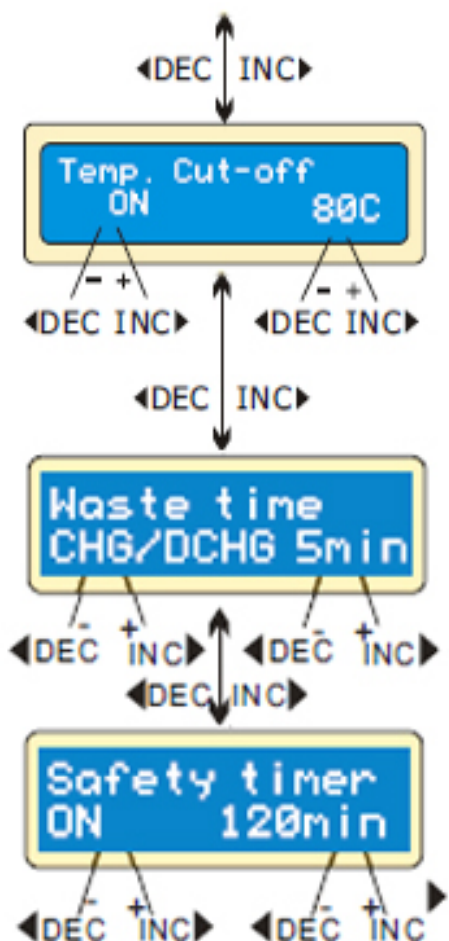 ◀DEC INC▶
Temp. Cut-off
ON 80C
- + - +
◀DEC INC▶ ◀DEC INC▶
◀DEC INC▶
Waste time
CHG/DCHG 5min
- + - +
◀DEC INC▶ ◀DEC INC▶
◀DEC INC▶
Safety timer
ON 120min
- + - +
◀DEC INC▶ ◀DEC INC▶